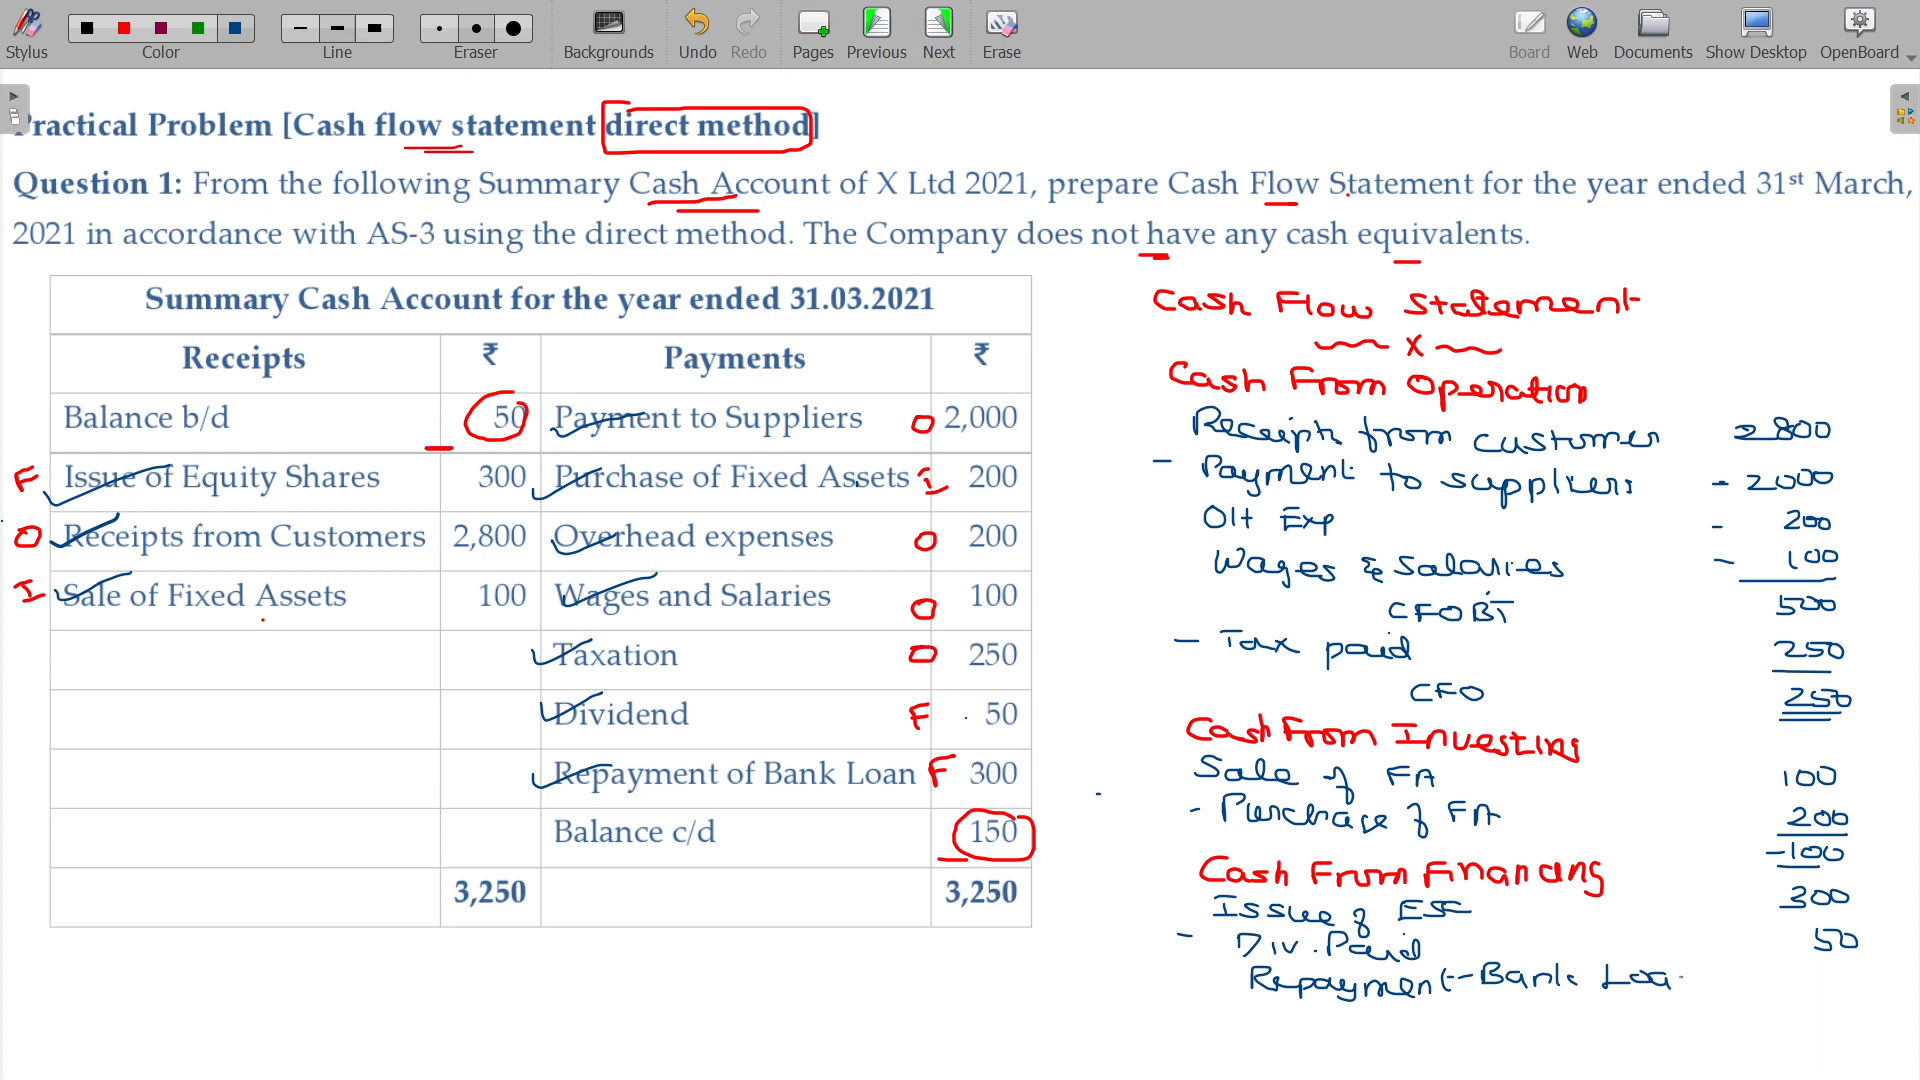 Stylus Color Line Eraser Backgrounds Undo Redo Pages Previous Next Erase Board Web Documents Show Desktop OpenBoard
Practical Problem [Cash flow statement direct method]
Question 1: From the following Summary Cash Account of X Ltd 2021, prepare Cash Flow Statement for the year ended 31st March,
2021 in accordance with AS-3 using the direct method. The Company does not have any cash equivalents.
Summary Cash Account for the year ended 31.03.2021
Receipts ₹ Payments ₹
Balance b/d 50 Payment to Suppliers O 2,000
F Issue of Equity Shares 300 Purchase of Fixed Assets I 200
O Receipts from Customers 2,800 Overhead expenses O 200
I Sale of Fixed Assets 100 Wages and Salaries O 100
Taxation O 250
Dividend F 50
Repayment of Bank Loan F 300
Balance c/d 150
3,250 3,250
Cash Flow Statement
x
Cash From Operation
Receipts from customer 2800
- Payment to suppliers - 2000
OH Exp - 200
Wages & Salaries - 100
CFOBT 500
- Tax paid 250
CFO 250
Cash From Investing
Sale of FA 100
- Purchase of FA 200
-100
Cash From Financing
Issue of ESC 300
- Div. Paid 50
Repayment - Bank Loa